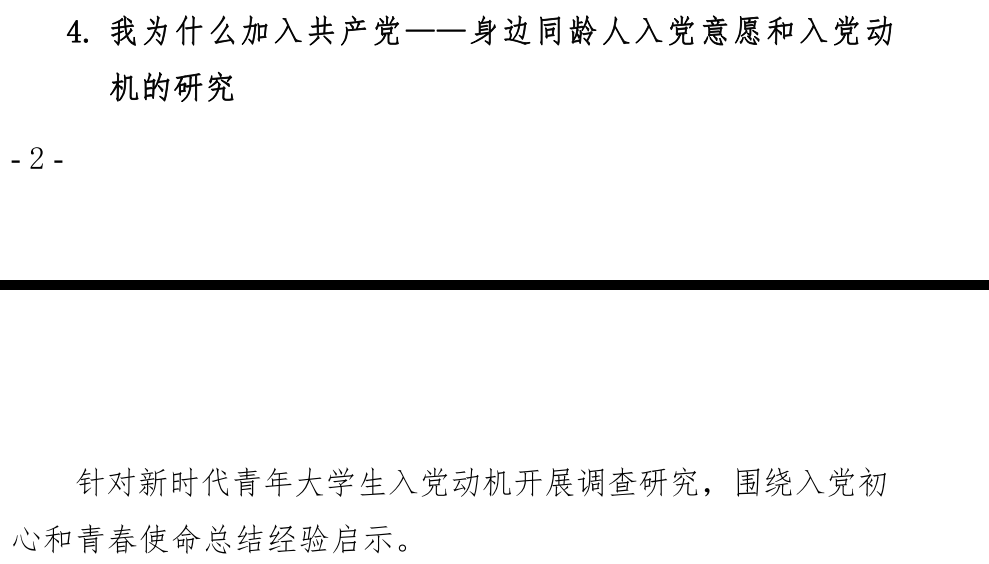 4. 我为什么加入共产党——身边同龄人入党意愿和入党动
机的研究
- 2 -
针对新时代青年大学生入党动机开展调查研究，围绕入党初
心和青春使命总结经验启示。